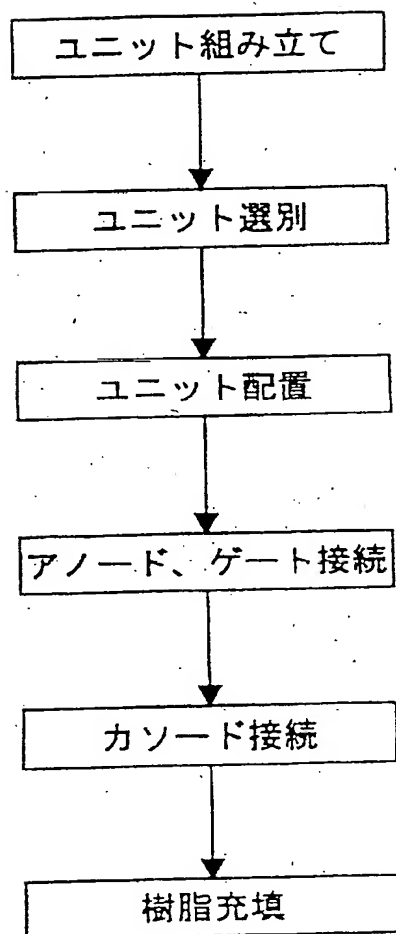 ユニット組み立て
ユニット選別
ユニット配置
アノード、ゲート接続
カソード接続
樹脂充填